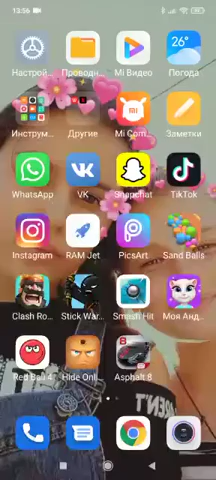 13:56
26°
Настрой...
Проводн...
Mi Видео
Погода
Инструм...
Другие
Mi Com...
Заметки
WhatsApp
VK
Snapchat
TikTok
Instagram
RAM Jet
PicsArt
Sand Balls
Clash Ro...
Stick War...
Smash Hit
Моя Анд...
Red Ball 4
Hide Onli...
Asphalt 8